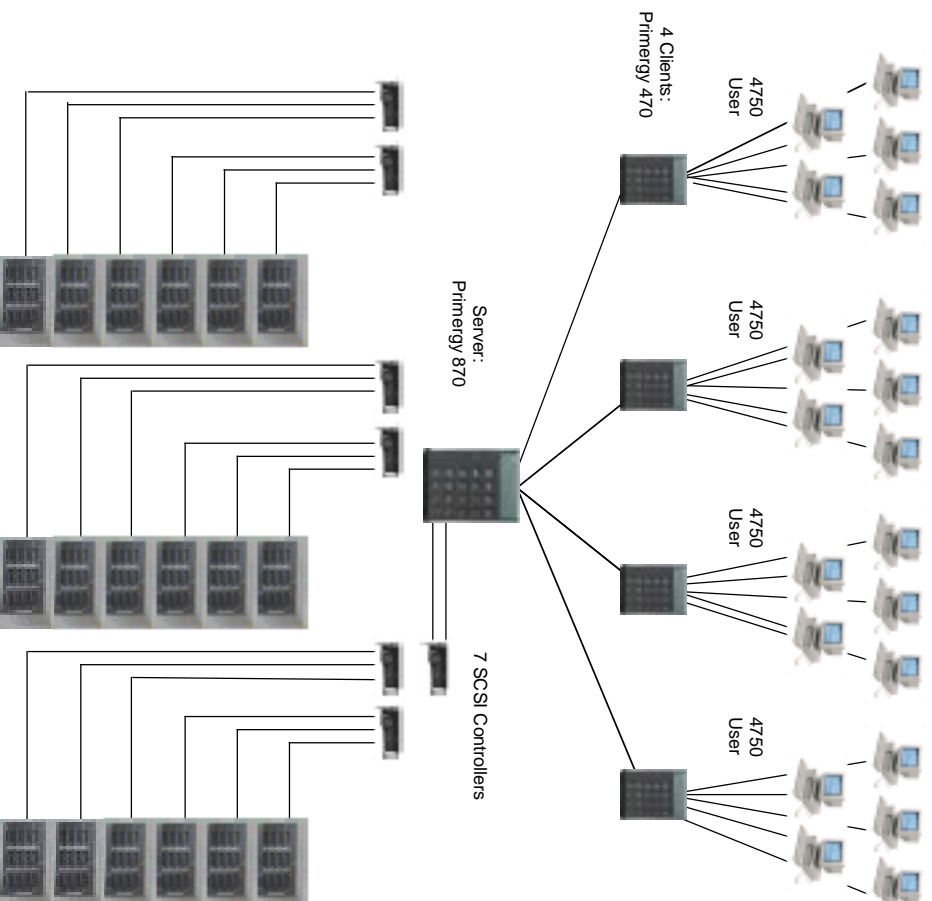 4750
User
4750
User
4750
User
4750
User
4 Clients:
Primergy 470
Server:
Primergy 870
7 SCSI Controllers